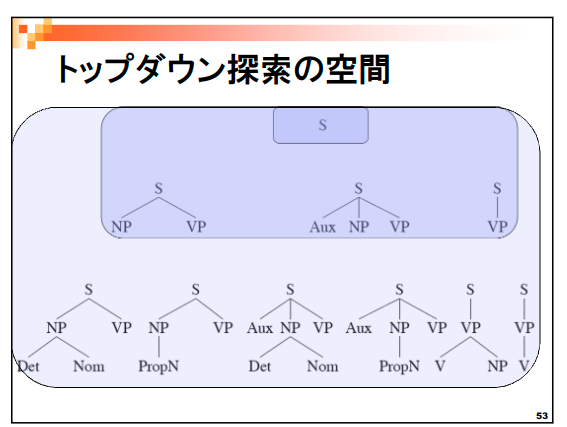 トップダウン探索の空間
S
S S S
NP VP Aux NP VP VP
S S S S S S
NP VP NP VP Aux NP VP Aux NP VP VP VP
Det Nom PropN Det Nom PropN V NP V
53